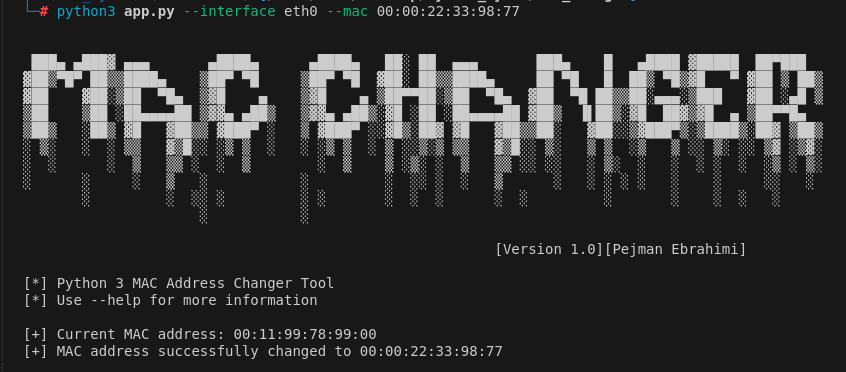 └─# python3 app.py --interface eth0 --mac 00:00:22:33:98:77
MAC CHANGER
[Version 1.0][Pejman Ebrahimi]
[*] Python 3 MAC Address Changer Tool
[*] Use --help for more information
[+] Current MAC address: 00:11:99:78:99:00
[+] MAC address successfully changed to 00:00:22:33:98:77